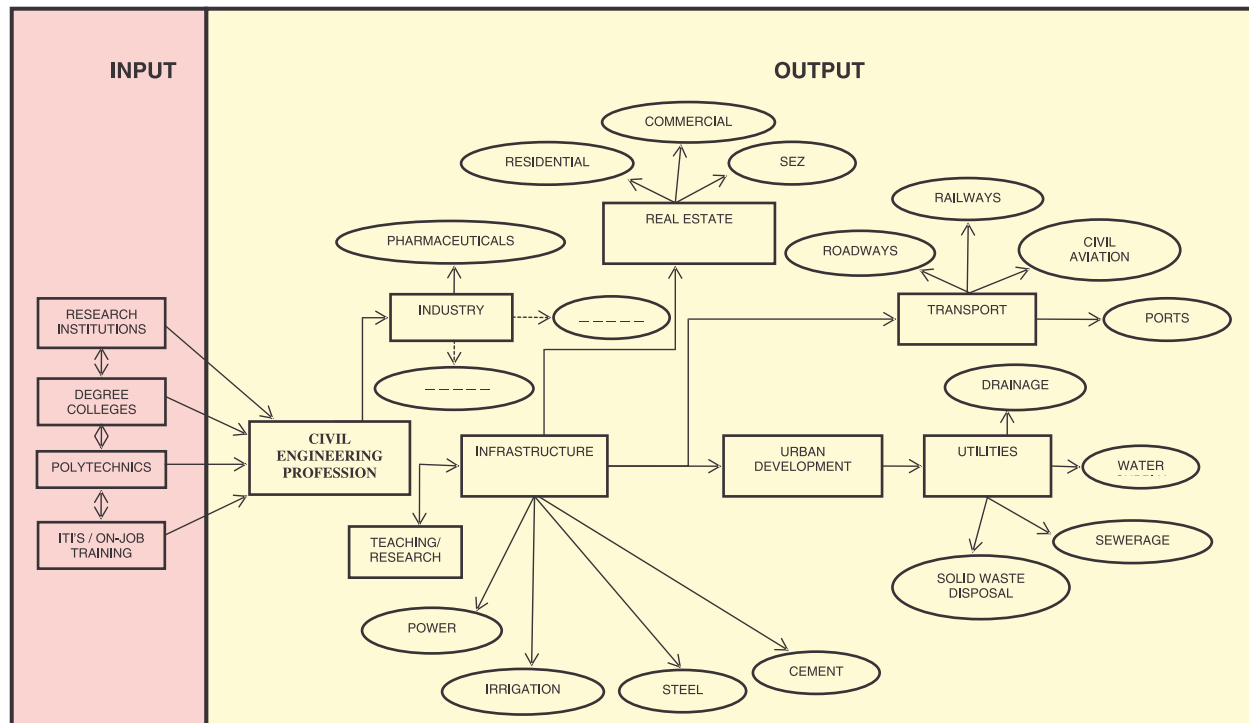 INPUT
OUTPUT
COMMERCIAL
RESIDENTIAL
SEZ
REAL ESTATE
RAILWAYS
ROADWAYS
CIVIL
AVIATION
PHARMACEUTICALS
INDUSTRY
_ _ _ _ _
_ _ _ _ _
TRANSPORT
PORTS
RESEARCH
INSTITUTIONS
DEGREE
COLLEGES
POLYTECHNICS
ITI'S / ON-JOB
TRAINING
CIVIL
ENGINEERING
PROFESSION
INFRASTRUCTURE
URBAN
DEVELOPMENT
UTILITIES
DRAINAGE
WATER
SEWERAGE
SOLID WASTE
DISPOSAL
TEACHING/
RESEARCH
POWER
IRRIGATION
STEEL
CEMENT